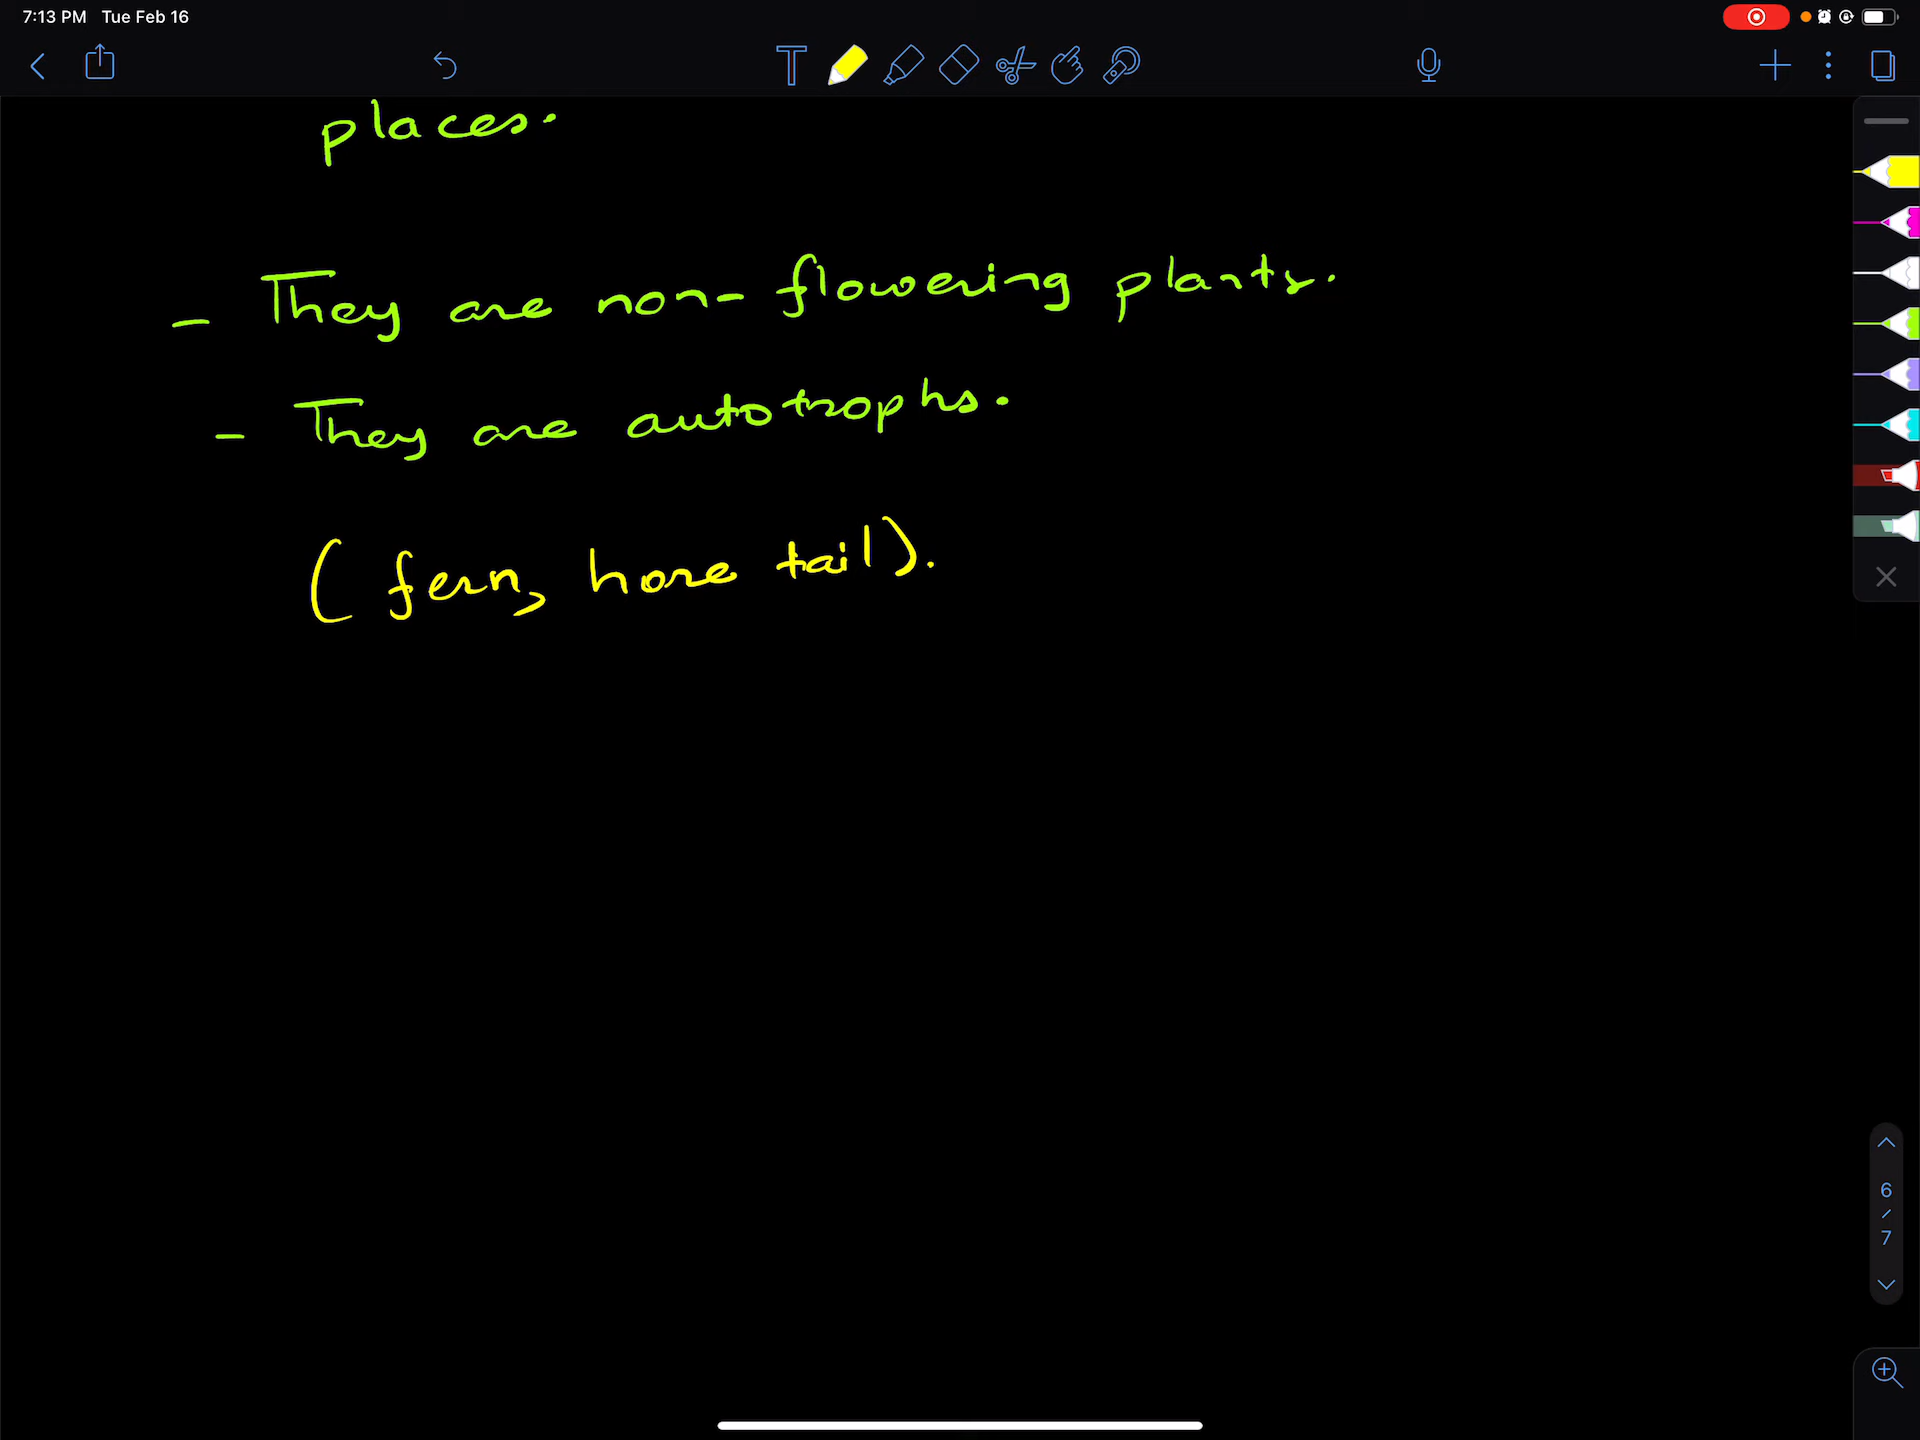 7:13 PM Tue Feb 16
places.
- They are non-flowering plants.
- They are autotrophs.
(fern, horse tail).
6
/
7